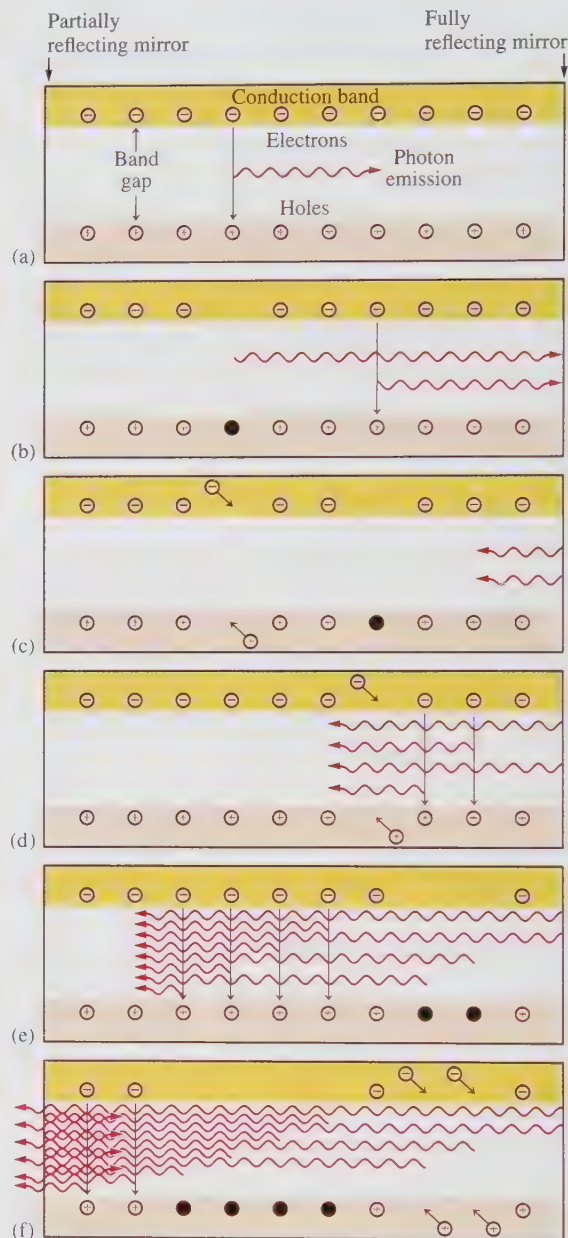 Partially
reflecting mirror
Fully
reflecting mirror
Conduction band
Electrons
Band
gap
Photon
emission
Holes
(a)
(b)
(c)
(d)
(e)
(f)